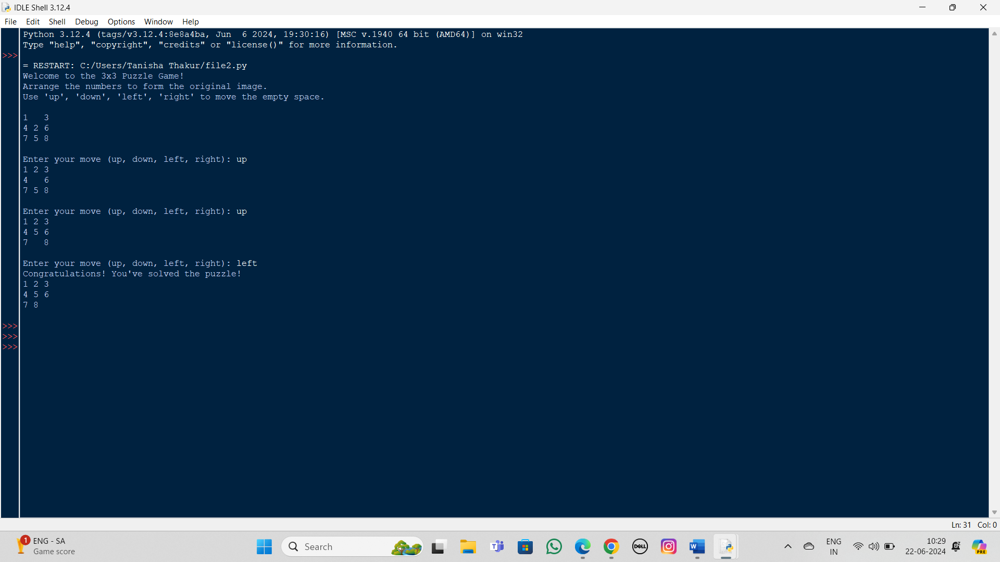 IDLE Shell 3.12.4
File Edit Shell Debug Options Window Help
Python 3.12.4 (tags/v3.12.4:8e8a4ba, Jun  6 2024, 19:30:16) [MSC v.1940 64 bit (AMD64)] on win32
Type "help", "copyright", "credits" or "license()" for more information.
>>>
= RESTART: C:/Users/Tanisha Thakur/file2.py
Welcome to the 3x3 Puzzle Game!
Arrange the numbers to form the original image.
Use 'up', 'down', 'left', 'right' to move the empty space.
1   3
4 2 6
7 5 8
Enter your move (up, down, left, right): up
1 2 3
4   6
7 5 8
Enter your move (up, down, left, right): up
1 2 3
4 5 6
7   8
Enter your move (up, down, left, right): left
Congratulations! You've solved the puzzle!
1 2 3
4 5 6
7 8
>>>
>>>
>>>
Ln: 31 Col: 0
1
ENG - SA
Game score
Search
DELL
ENG
IN
10:29
22-06-2024
PRE